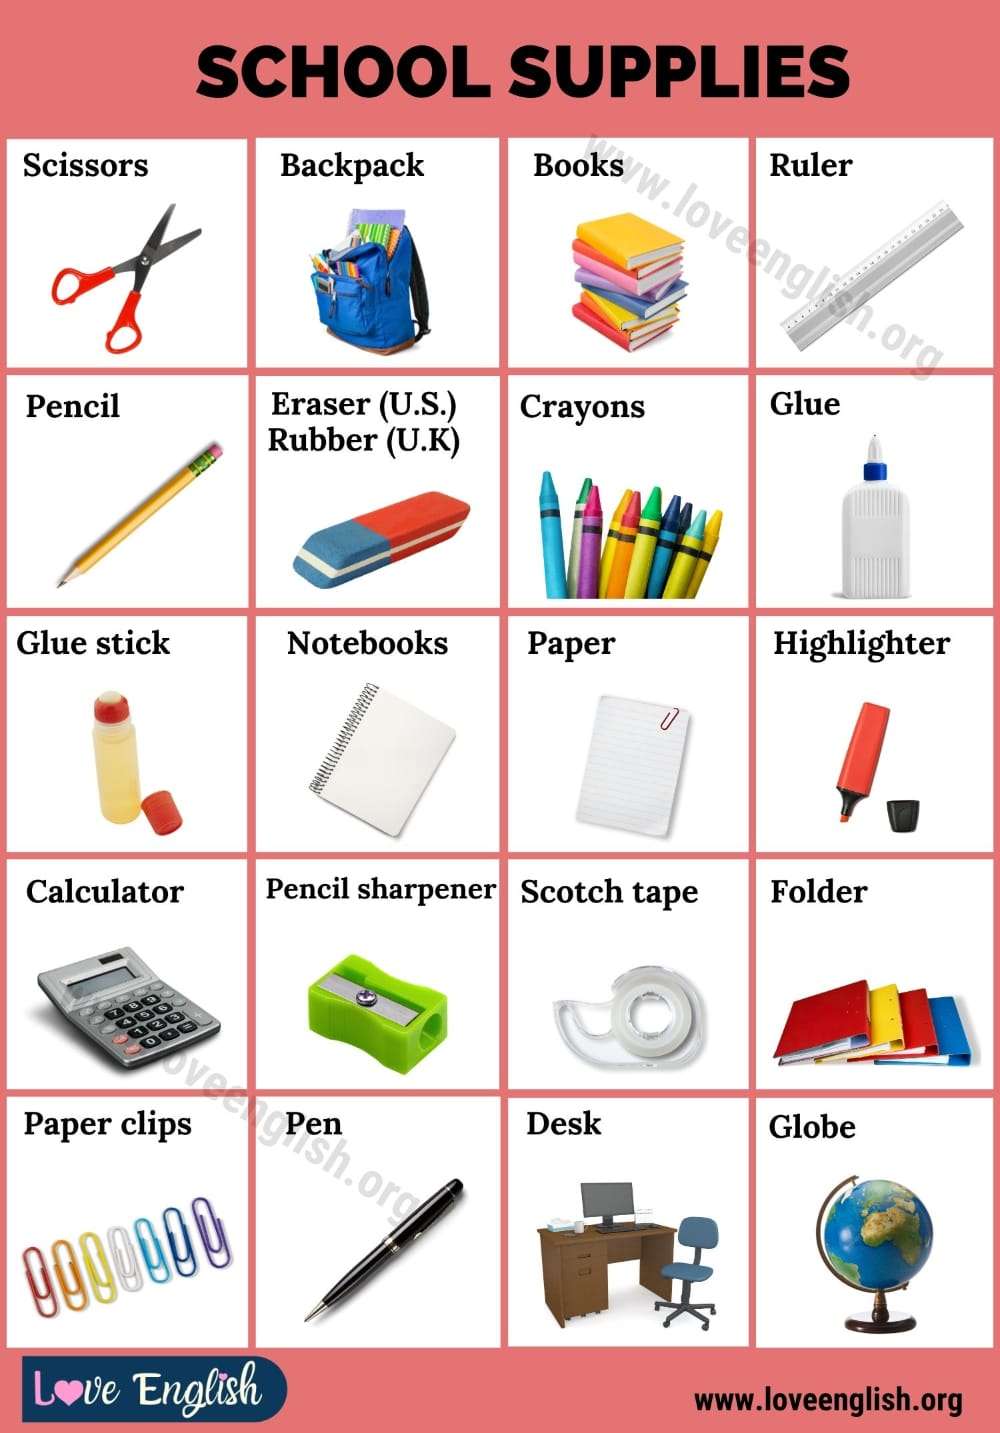 SCHOOL SUPPLIES
Scissors
Backpack
Books
Ruler
Pencil
Eraser (U.S.)
Rubber (U.K)
Crayons
Glue
Glue stick
Notebooks
Paper
Highlighter
Calculator
Pencil sharpener
Scotch tape
Folder
Paper clips
Pen
Desk
Globe
Love English
www.loveenglish.org
www.loveenglish.org
loveenglish.org